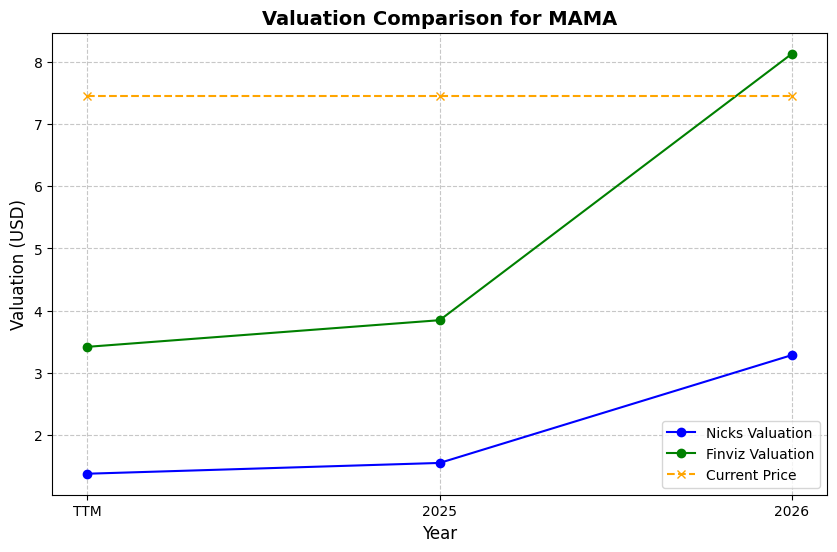 Valuation Comparison for MAMA
8
7
6
5
4
3
2
Valuation (USD)
Nicks Valuation
Finviz Valuation
Current Price
TTM
2025
2026
Year